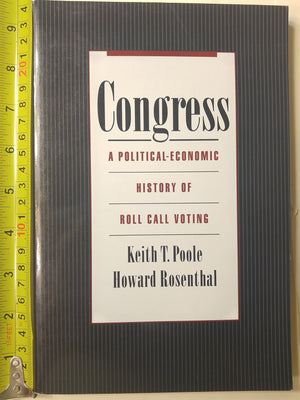 Congress
A POLITICAL-ECONOMIC
HISTORY OF
ROLL CALL VOTING
Keith T. Poole
Howard Rosenthal